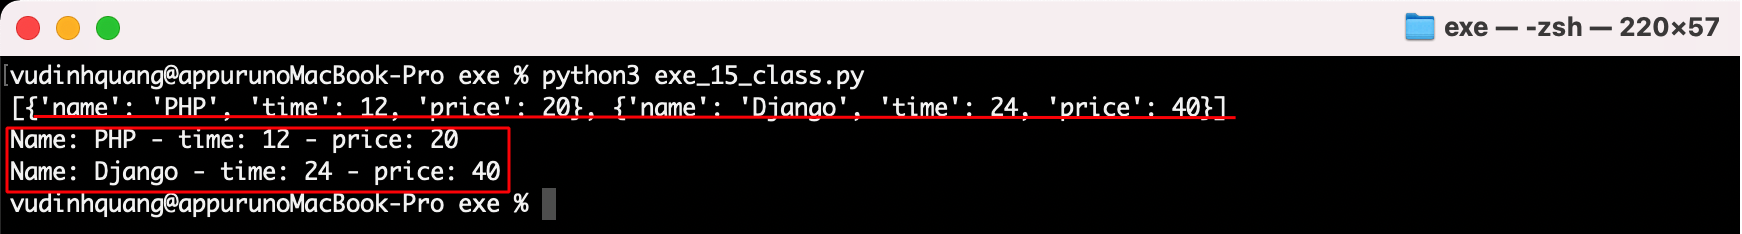 exe — -zsh — 220×57
[vudinhquang@appurunoMacBook-Pro exe % python3 exe_15_class.py
[{'name': 'PHP', 'time': 12, 'price': 20}, {'name': 'Django', 'time': 24, 'price': 40}]
Name: PHP - time: 12 - price: 20
Name: Django - time: 24 - price: 40
vudinhquang@appurunoMacBook-Pro exe %